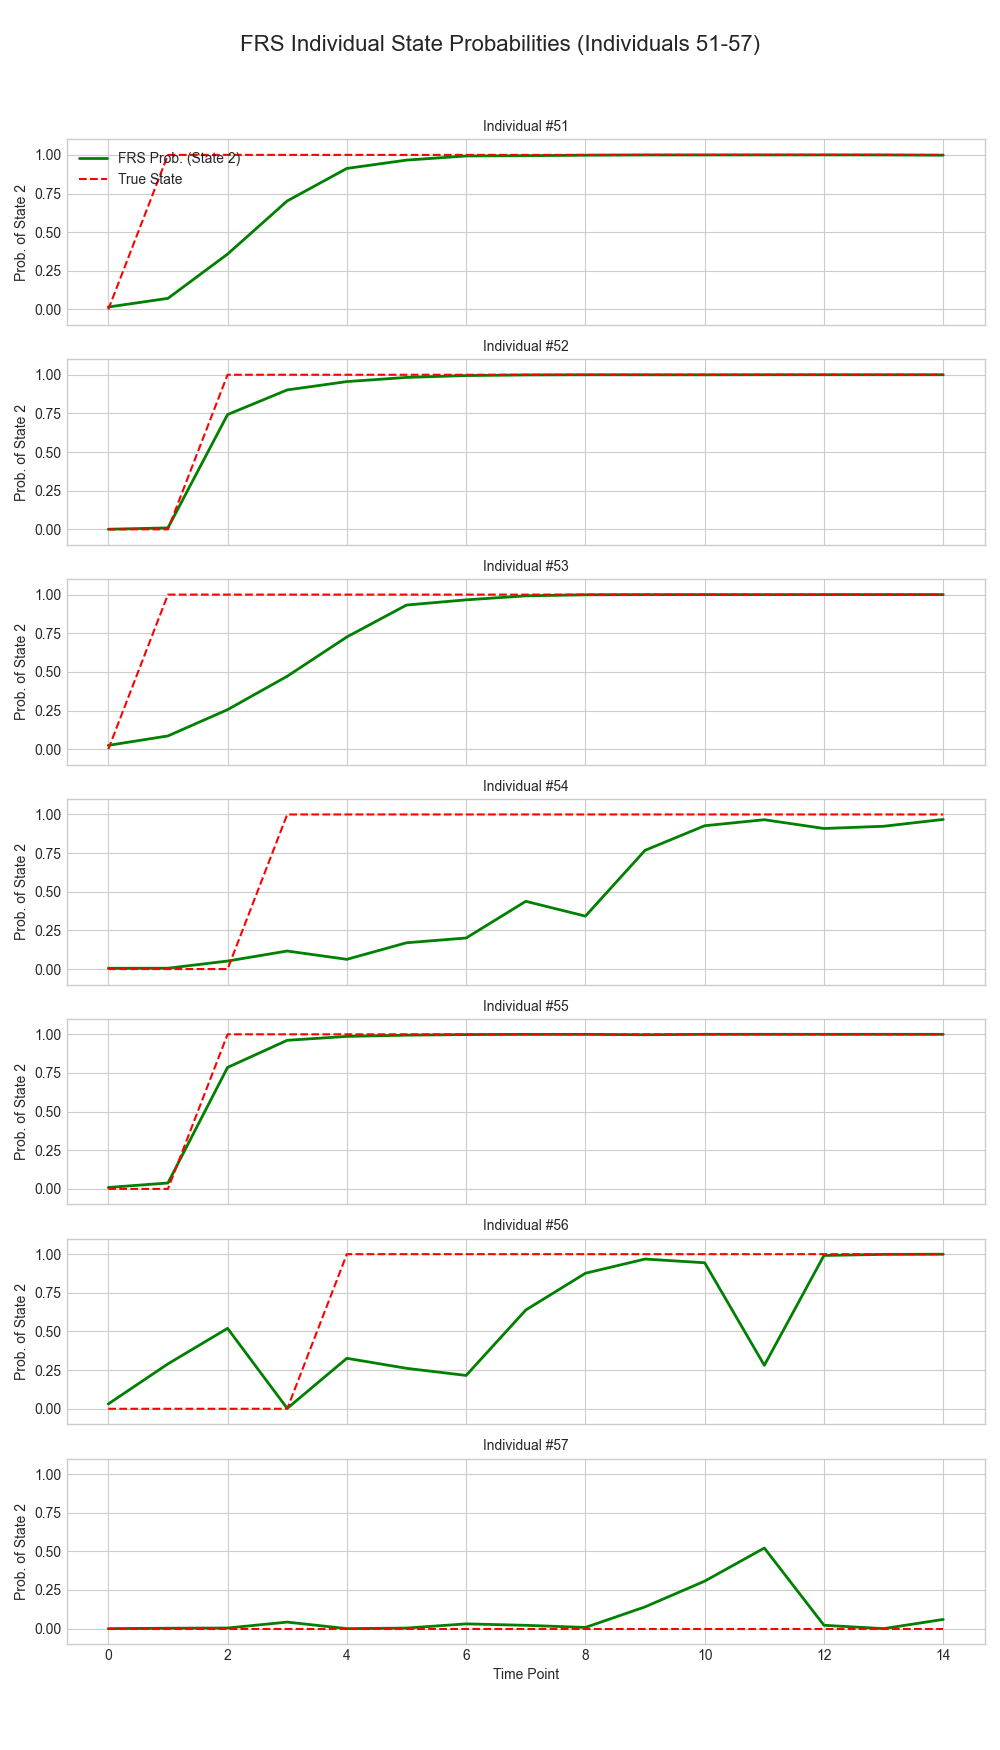 FRS Individual State Probabilities (Individuals 51-57)
Individual #51
FRS Prob. (State 2)
True State
Prob. of State 2
1.00
0.75
0.50
0.25
0.00
Individual #52
Prob. of State 2
1.00
0.75
0.50
0.25
0.00
Individual #53
Prob. of State 2
1.00
0.75
0.50
0.25
0.00
Individual #54
Prob. of State 2
1.00
0.75
0.50
0.25
0.00
Individual #55
Prob. of State 2
1.00
0.75
0.50
0.25
0.00
Individual #56
Prob. of State 2
1.00
0.75
0.50
0.25
0.00
Individual #57
Prob. of State 2
1.00
0.75
0.50
0.25
0.00
0 2 4 6 8 10 12 14
Time Point